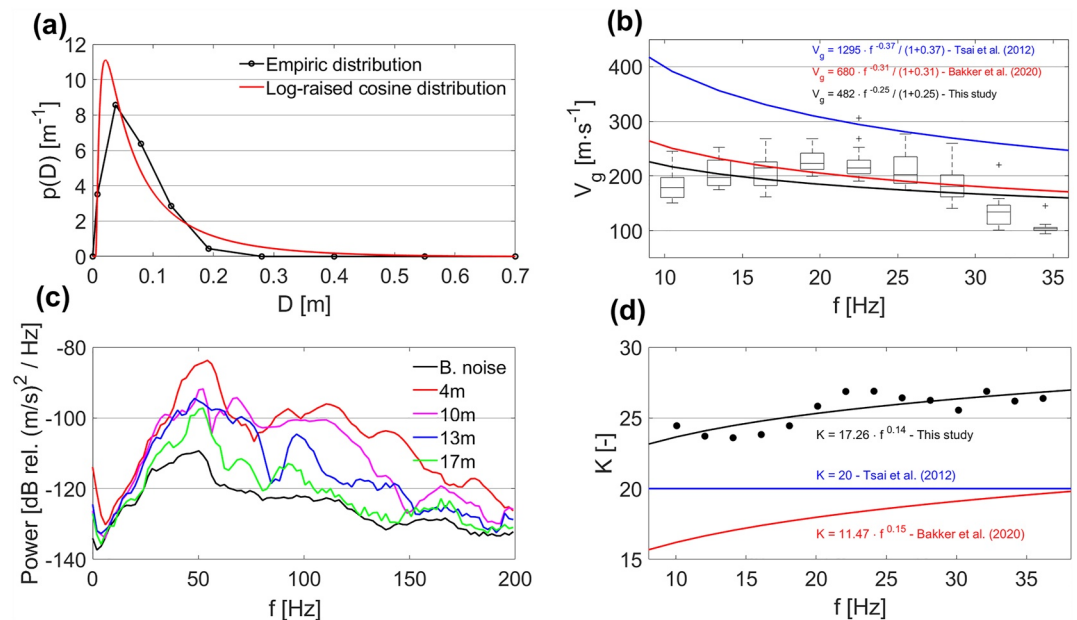 (a)
12
10
8
6
4
2
0
p(D) [m⁻¹]
Empiric distribution
Log-raised cosine distribution
0 0.1 0.2 0.3 0.4 0.5 0.6 0.7
D [m]
(b)
400
300
200
100
V_g [m·s⁻¹]
V_g = 1295 · f ^-0.37 / (1+0.37) - Tsai et al. (2012)
V_g = 680 · f ^-0.31 / (1+0.31) - Bakker et al. (2020)
V_g = 482 · f ^-0.25 / (1+0.25) - This study
10 15 20 25 30 35
f [Hz]
(c)
-80
-100
-120
-140
Power [dB rel. (m/s)² / Hz]
B. noise
4m
10m
13m
17m
0 50 100 150 200
f [Hz]
(d)
30
25
20
15
K [-]
K = 17.26 · f ^0.14 - This study
K = 20 - Tsai et al. (2012)
K = 11.47 · f ^0.15 - Bakker et al. (2020)
10 15 20 25 30 35
f [Hz]